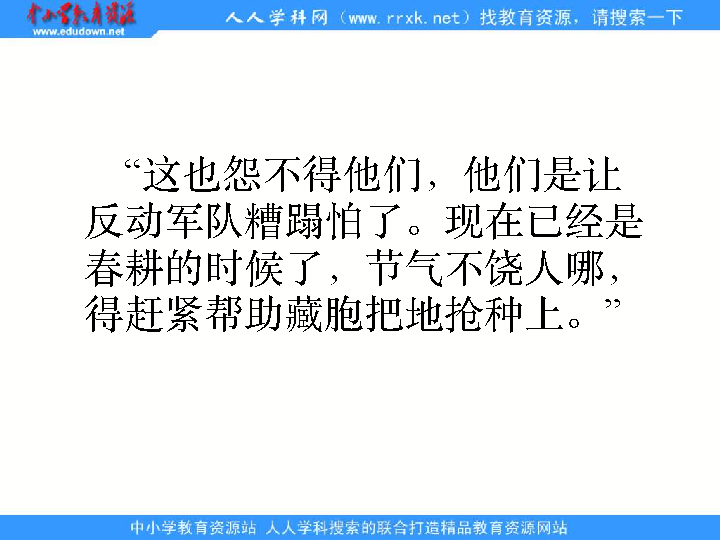 中小学教育资源
www.edudown.net
人人学科网（www.rrxk.net）找教育资源，请搜索一下
“这也怨不得他们，他们是让
反动军队糟蹋怕了。现在已经是
春耕的时候了，节气不饶人哪，
得赶紧帮助藏胞把地抢种上。”
中小学教育资源站 人人学科搜索的联合打造精品教育资源网站